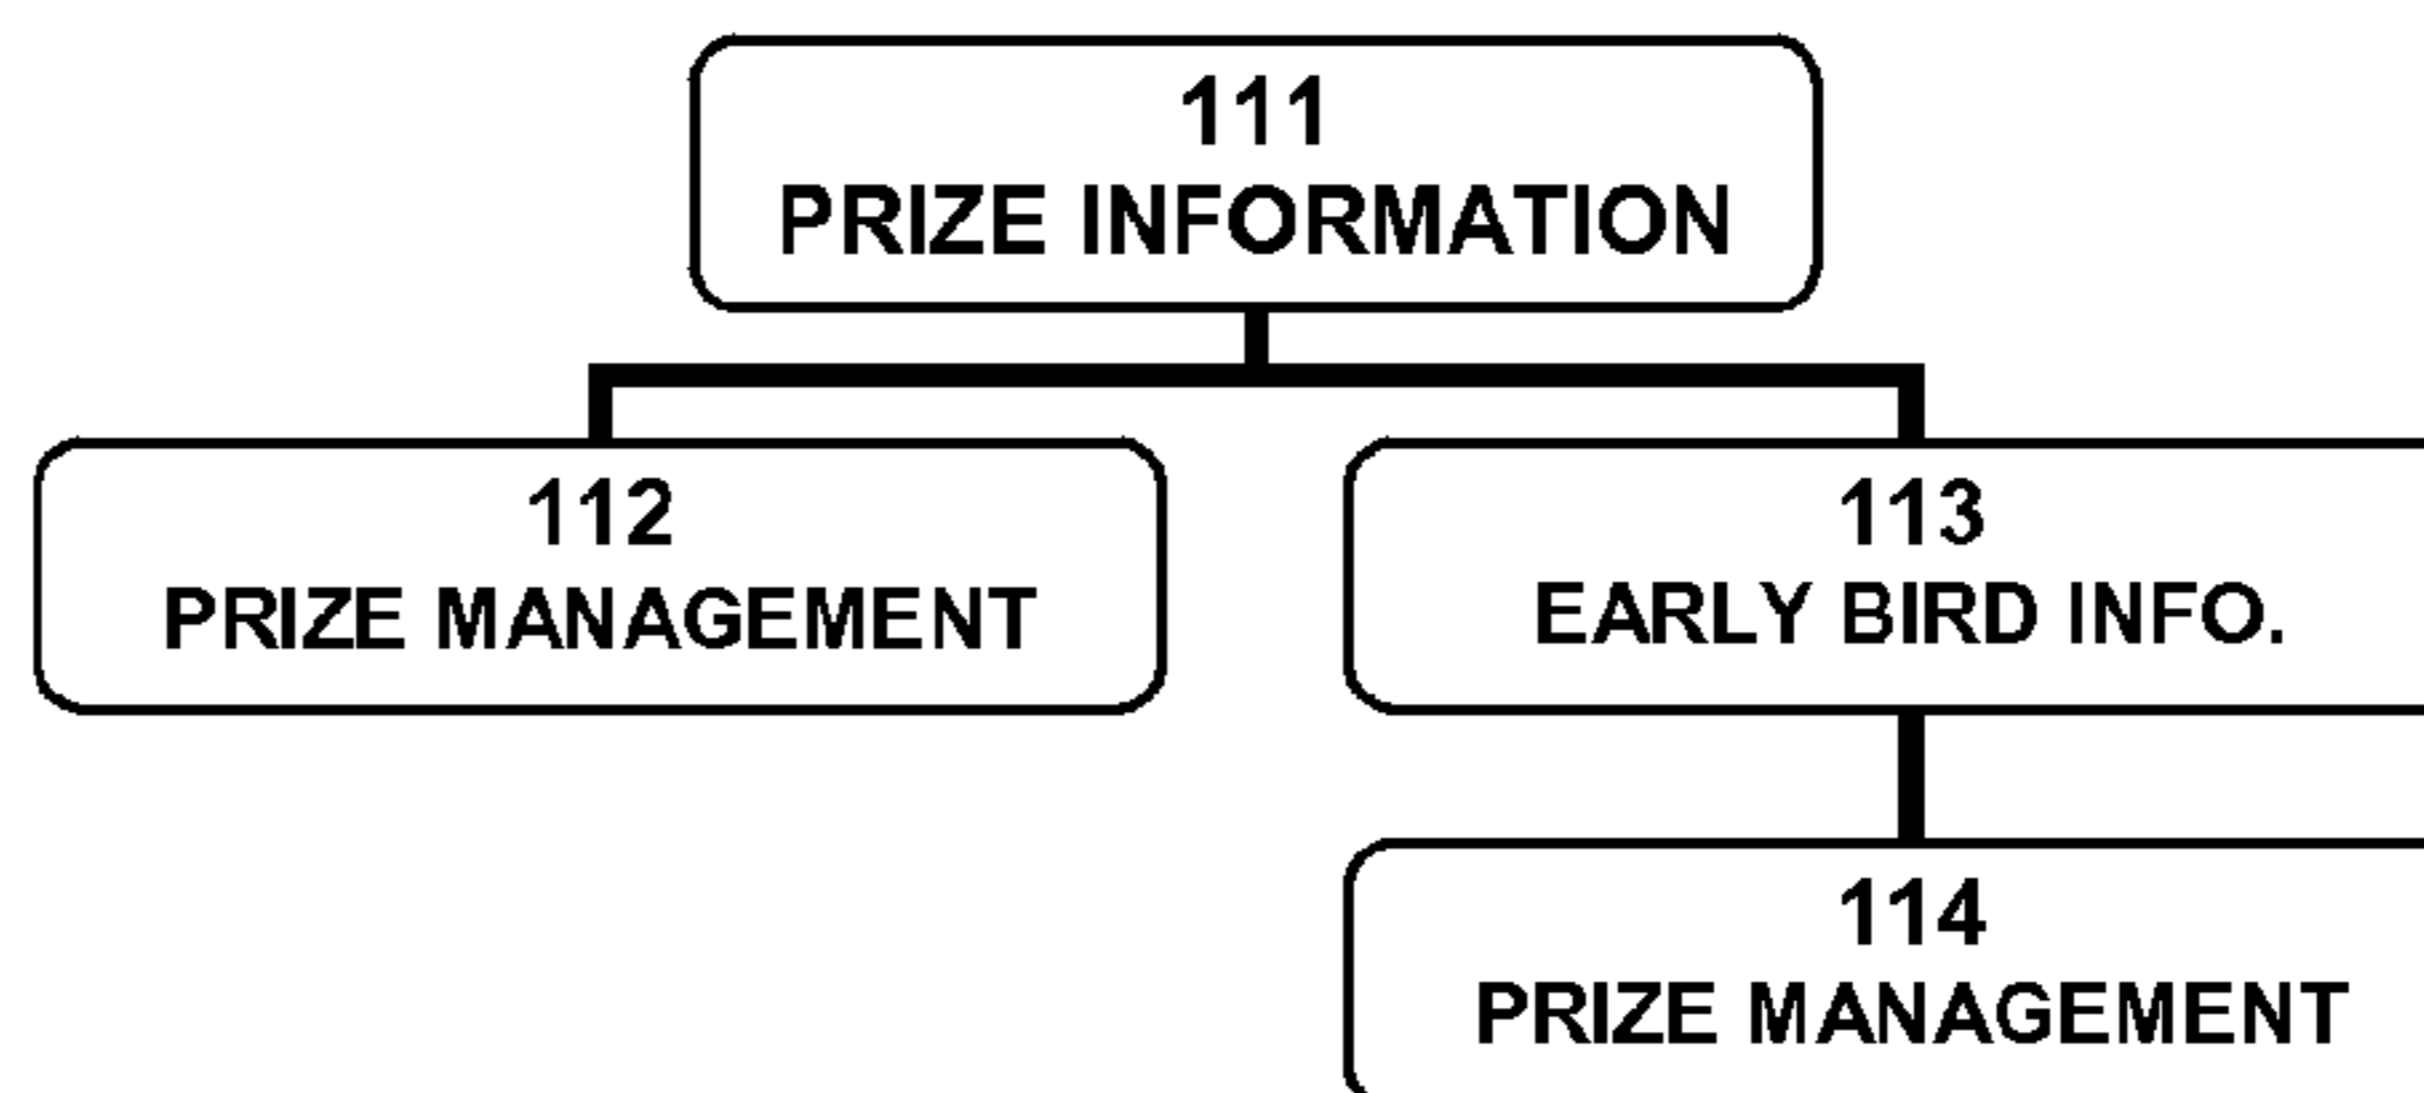 111
PRIZE INFORMATION
112
PRIZE MANAGEMENT
113
EARLY BIRD INFO.
114
PRIZE MANAGEMENT